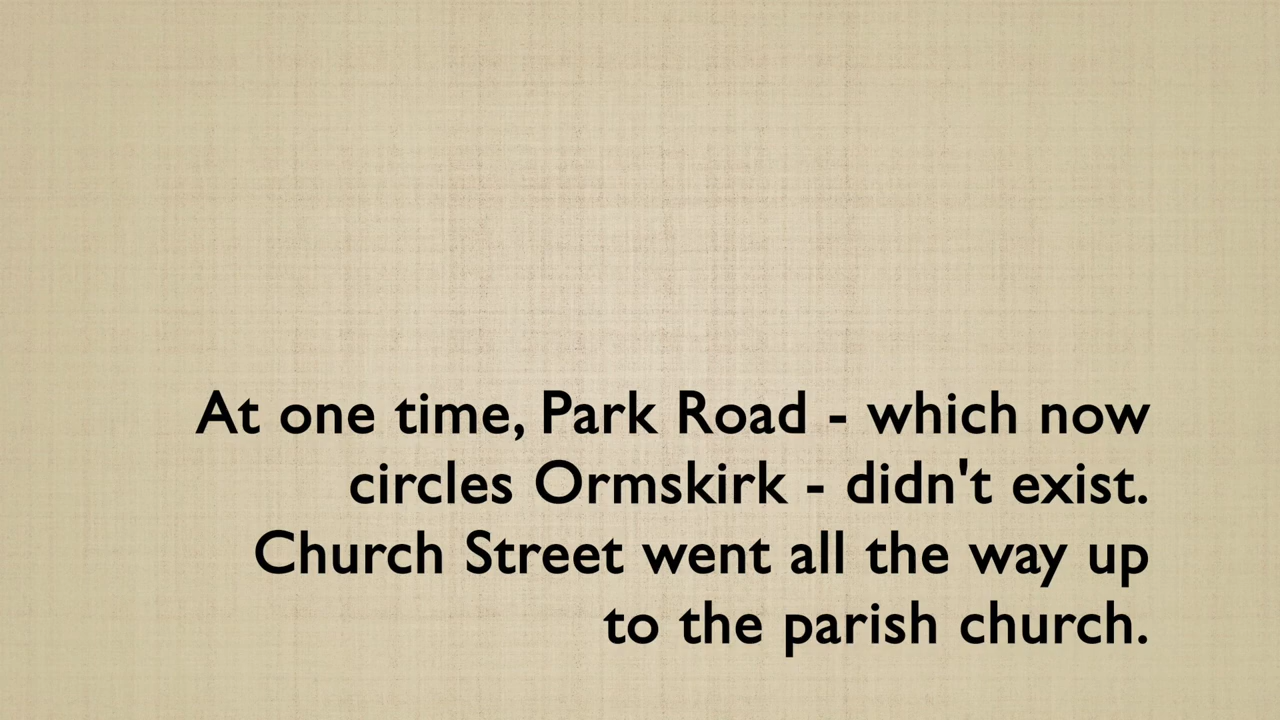 At one time, Park Road - which now
circles Ormskirk - didn't exist.
Church Street went all the way up
to the parish church.